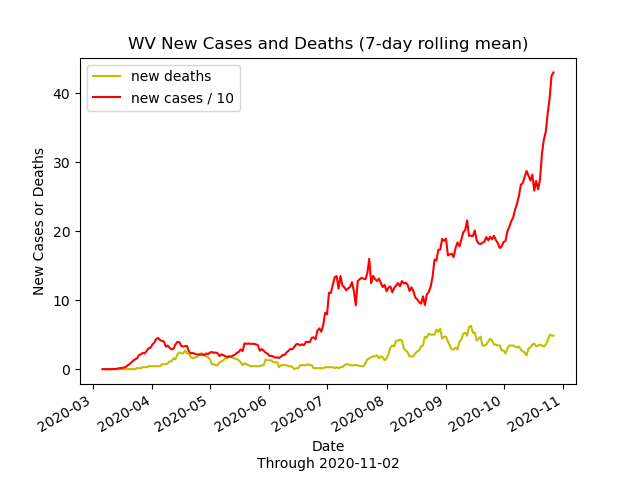 WV New Cases and Deaths (7-day rolling mean)
new deaths
new cases / 10
New Cases or Deaths
40
30
20
10
0
2020-03
2020-04
2020-05
2020-06
2020-07
2020-08
2020-09
2020-10
2020-11
Date
Through 2020-11-02